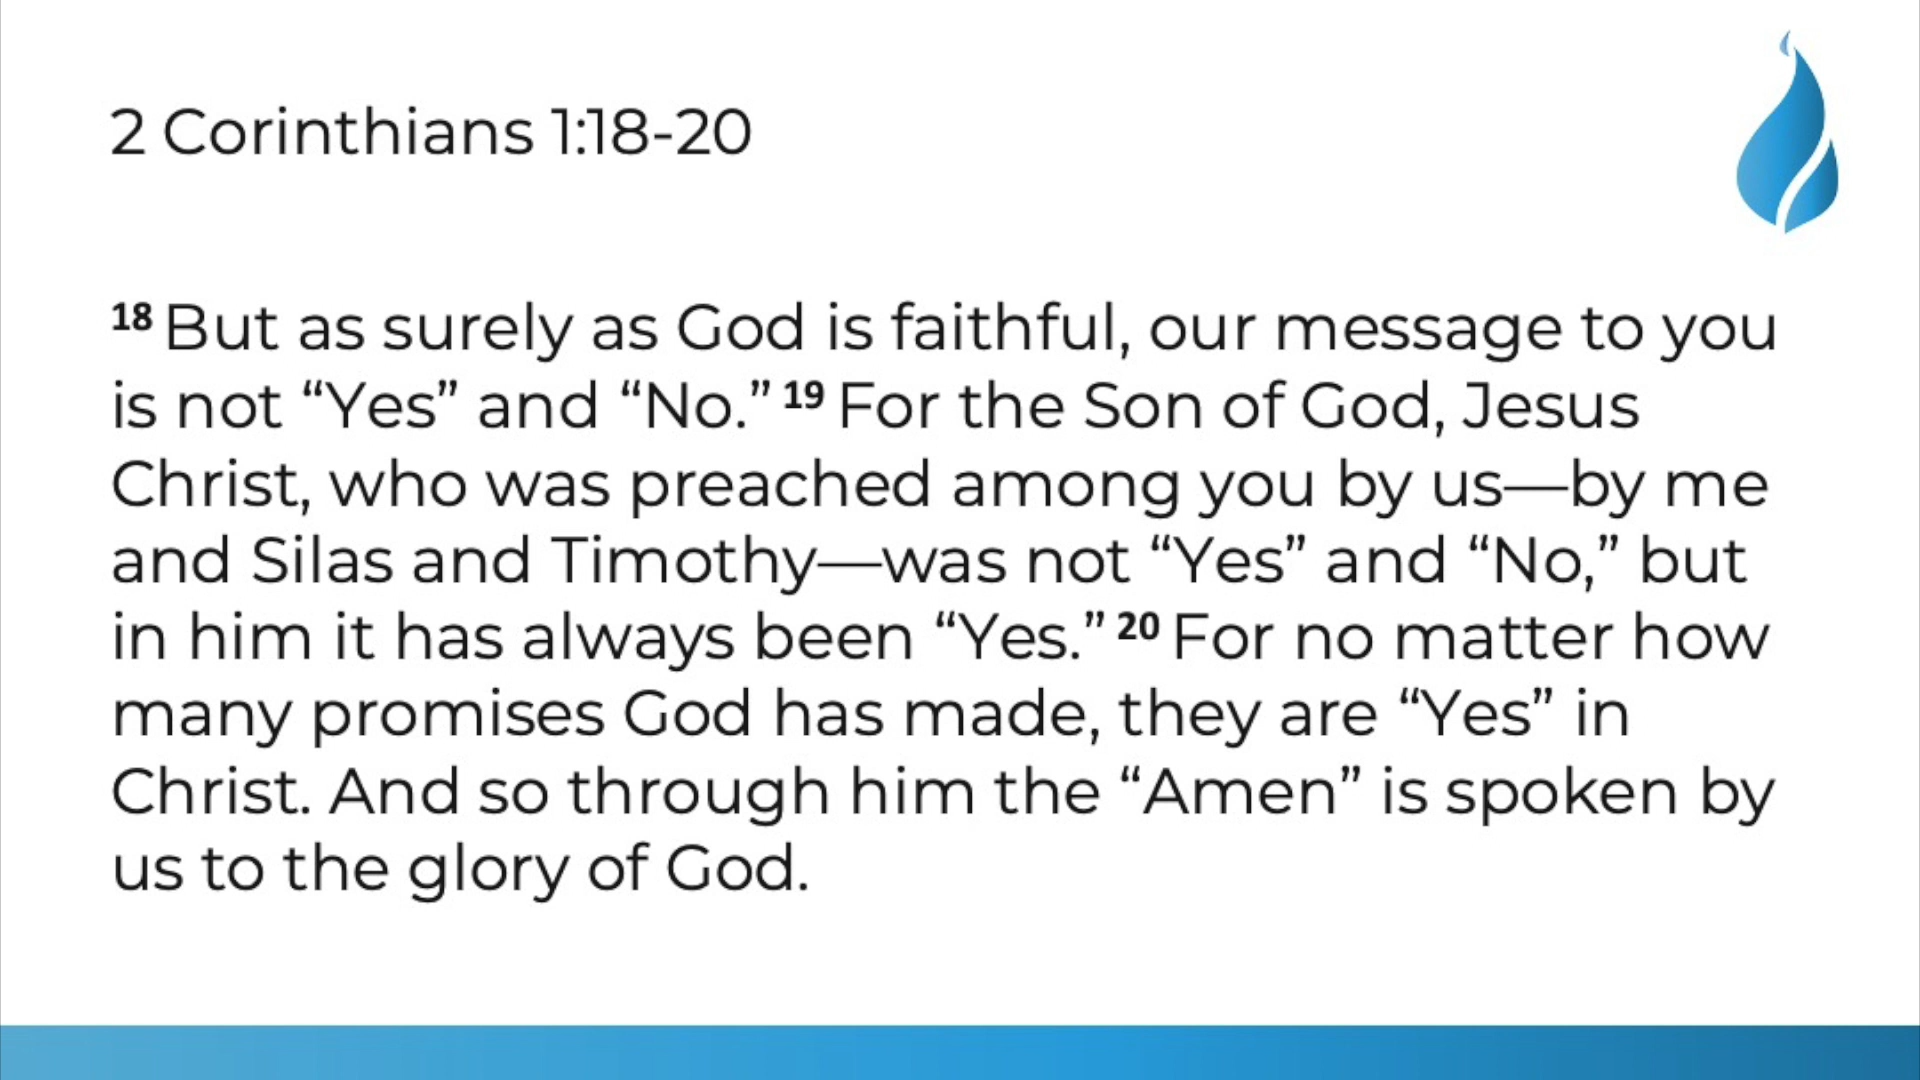 2 Corinthians 1:18-20
18 But as surely as God is faithful, our message to you
is not “Yes” and “No.” 19 For the Son of God, Jesus
Christ, who was preached among you by us—by me
and Silas and Timothy—was not “Yes” and “No,” but
in him it has always been “Yes.” 20 For no matter how
many promises God has made, they are “Yes” in
Christ. And so through him the “Amen” is spoken by
us to the glory of God.